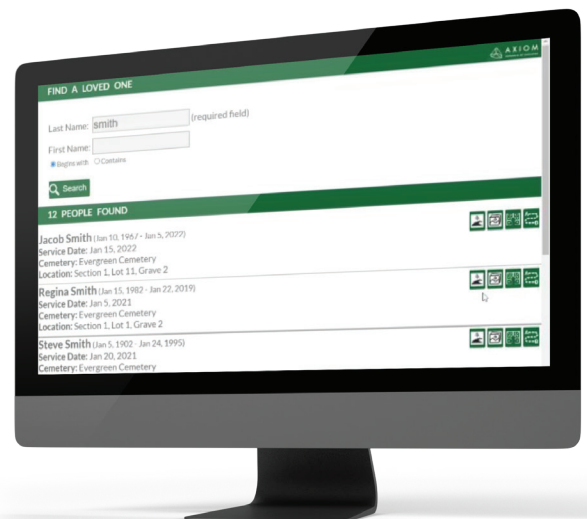 AXIOM
FIND A LOVED ONE
Last Name: smith (required field)
First Name:
Begins with Contains
Search
12 PEOPLE FOUND
Jacob Smith (Jan 10, 1967 - Jan 5, 2022)
Service Date: Jan 15, 2022
Cemetery: Evergreen Cemetery
Location: Section 1, Lot 11, Grave 2
Regina Smith (Jan 15, 1982 - Jan 22, 2019)
Service Date: Jan 5, 2021
Cemetery: Evergreen Cemetery
Location: Section 1, Lot 1, Grave 2
Steve Smith (Jan 5, 1902 - Jan 24, 1995)
Service Date: Jan 20, 2021
Cemetery: Evergreen Cemetery